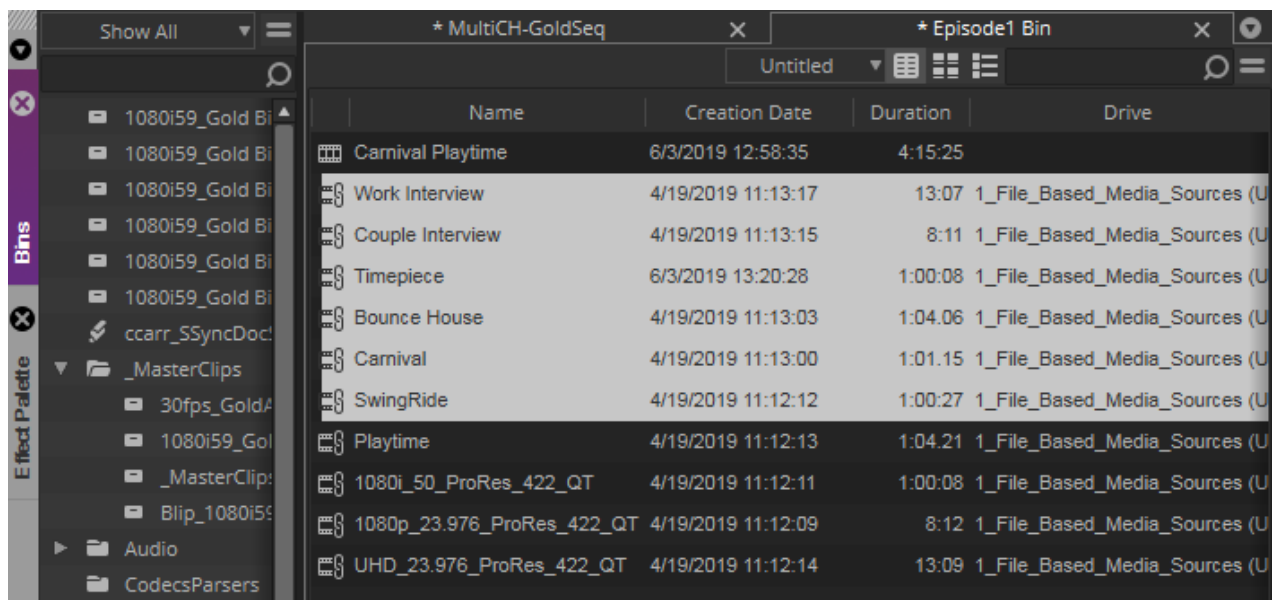 Show All
* MultiCH-GoldSeq
* Episode1 Bin
Untitled
Bins
Effect Palette
1080i59_Gold Bi
1080i59_Gold Bi
1080i59_Gold Bi
1080i59_Gold Bi
1080i59_Gold Bi
1080i59_Gold Bi
ccarr_SSyncDoc
_MasterClips
30fps_GoldA
1080i59_Gol
_MasterClip
Blip_1080i59
Audio
CodecsParsers
Name Creation Date Duration Drive
Carnival Playtime 6/3/2019 12:58:35 4:15:25
Work Interview 4/19/2019 11:13:17 13:07 1_File_Based_Media_Sources (U
Couple Interview 4/19/2019 11:13:15 8:11 1_File_Based_Media_Sources (U
Timepiece 6/3/2019 13:20:28 1:00:08 1_File_Based_Media_Sources (U
Bounce House 4/19/2019 11:13:03 1:04.06 1_File_Based_Media_Sources (U
Carnival 4/19/2019 11:13:00 1:01.15 1_File_Based_Media_Sources (U
SwingRide 4/19/2019 11:12:12 1:00:27 1_File_Based_Media_Sources (U
Playtime 4/19/2019 11:12:13 1:04.21 1_File_Based_Media_Sources (U
1080i_50_ProRes_422_QT 4/19/2019 11:12:11 1:00:08 1_File_Based_Media_Sources (U
1080p_23.976_ProRes_422_QT 4/19/2019 11:12:09 8:12 1_File_Based_Media_Sources (U
UHD_23.976_ProRes_422_QT 4/19/2019 11:12:14 13:09 1_File_Based_Media_Sources (U